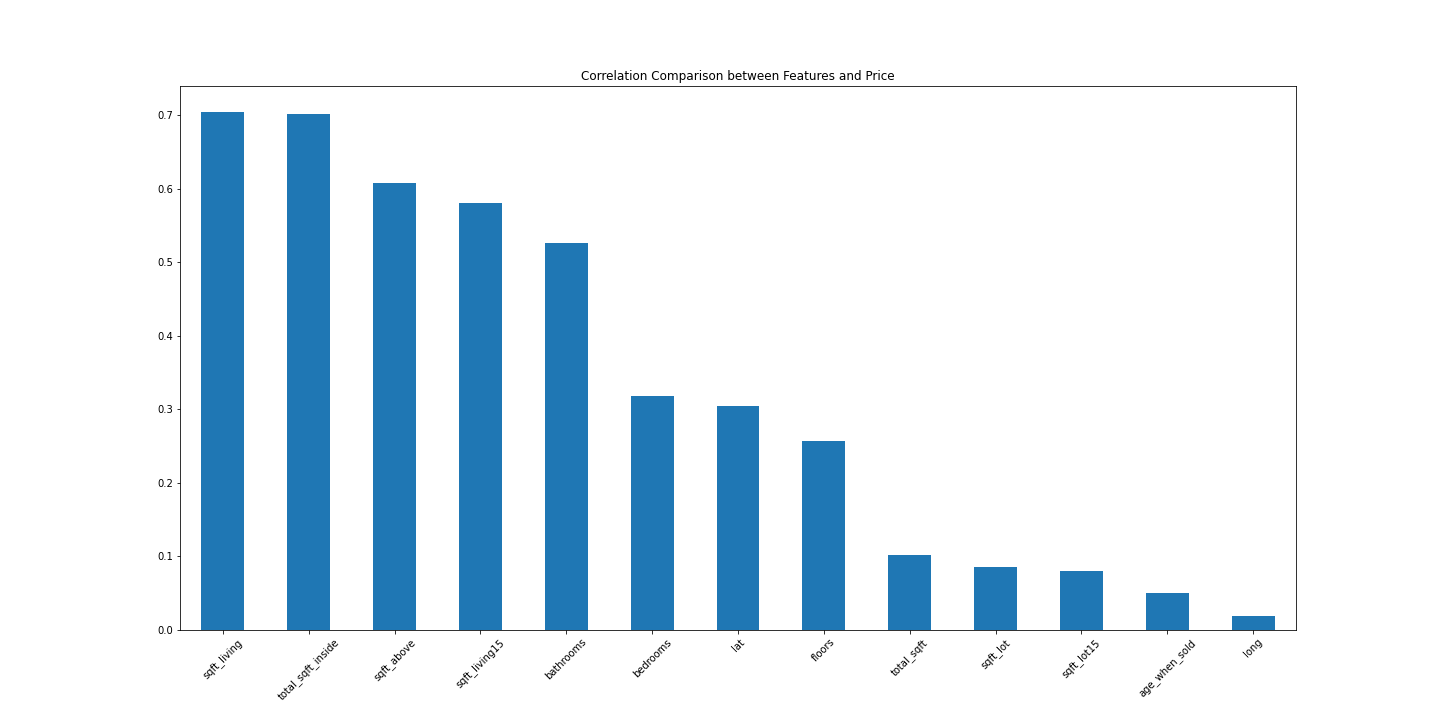 Correlation Comparison between Features and Price
0.7
0.6
0.5
0.4
0.3
0.2
0.1
0.0
sqft_living
total_sqft_inside
sqft_above
sqft_living15
bathrooms
bedrooms
lat
floors
total_sqft
sqft_lot
sqft_lot15
age_when_sold
long